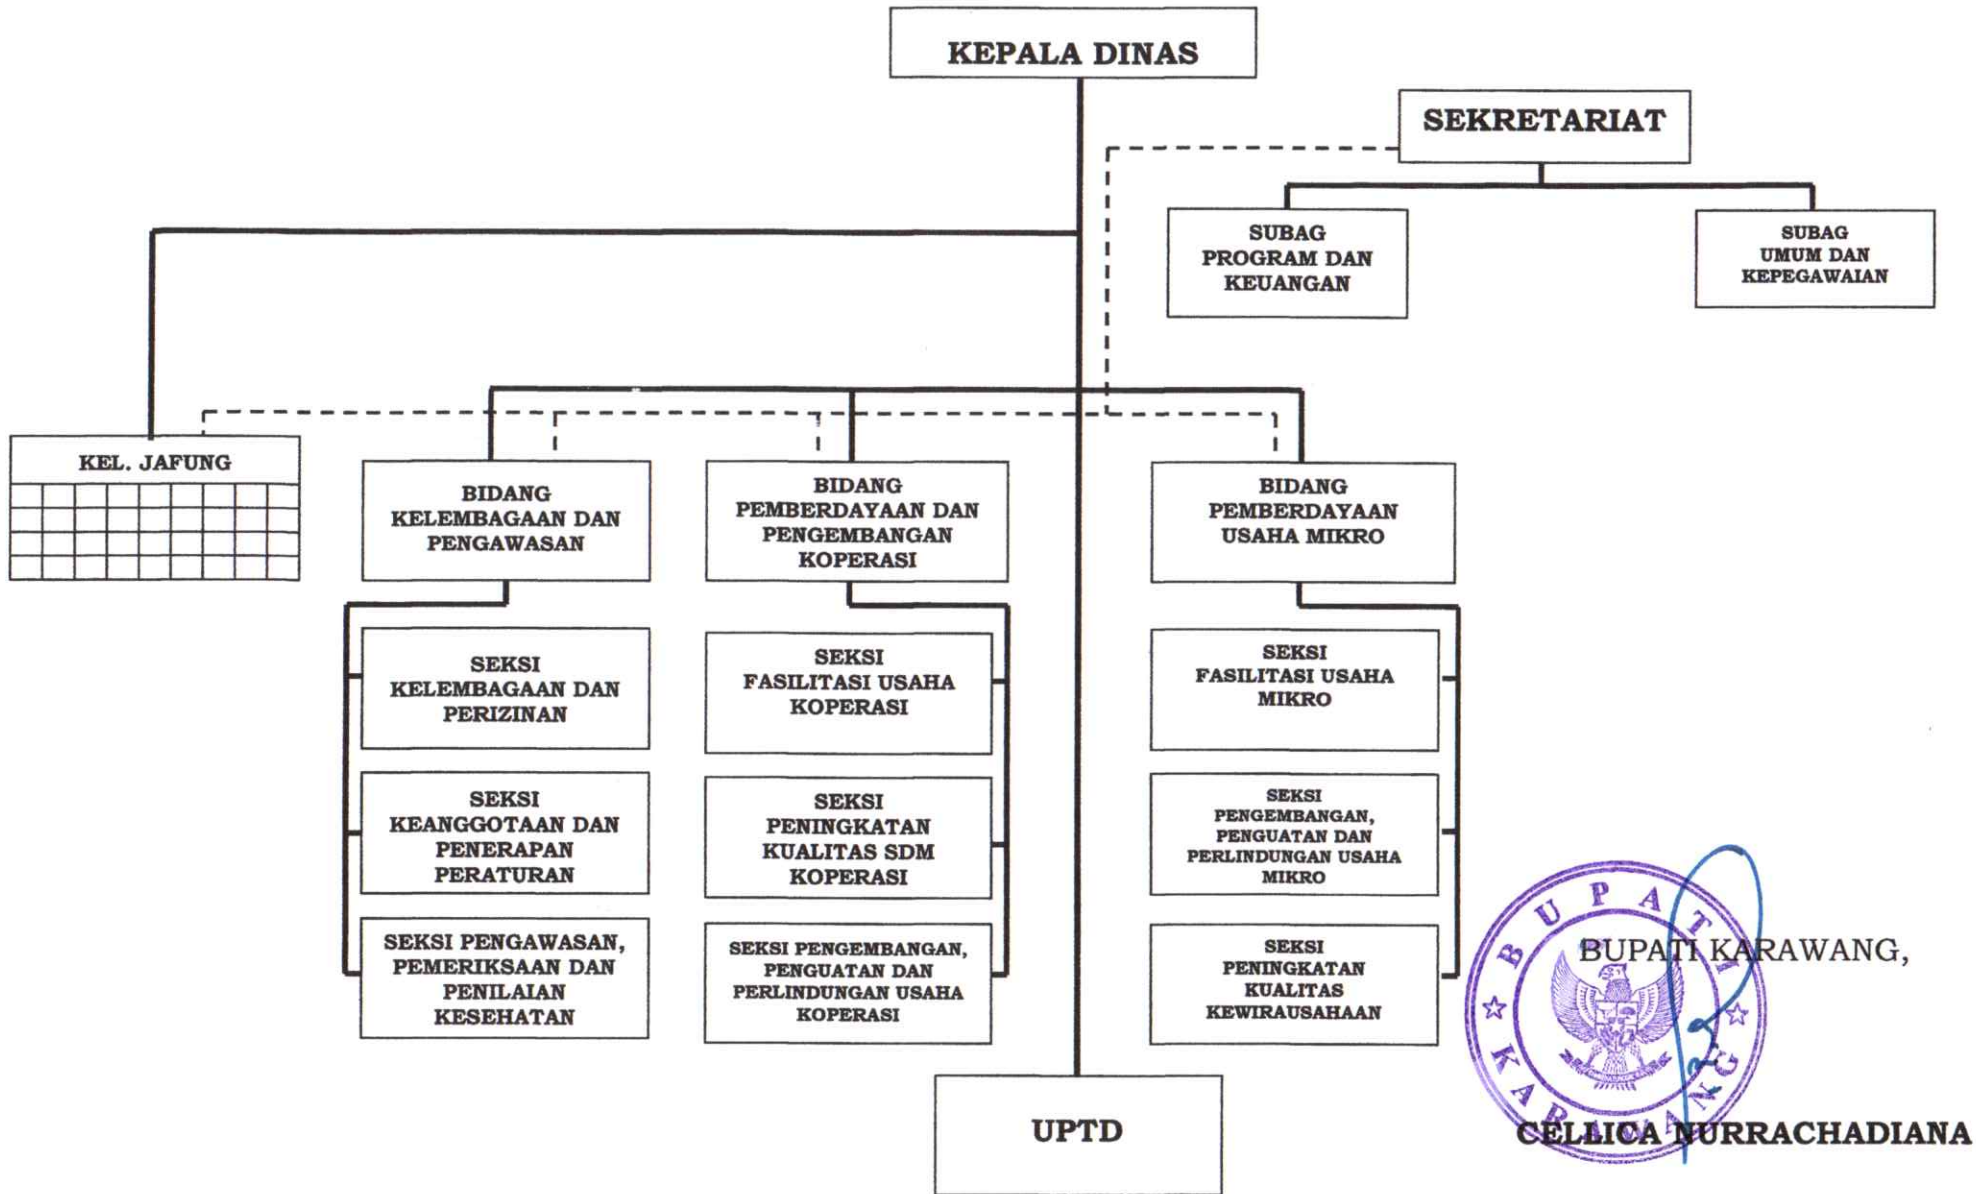 KEPALA DINAS
SEKRETARIAT
SUBAG
PROGRAM DAN
KEUANGAN
SUBAG
UMUM DAN
KEPEGAWAIAN
KEL. JAFUNG
BIDANG
KELEMBAGAAN DAN
PENGAWASAN
BIDANG
PEMBERDAYAAN DAN
PENGEMBANGAN
KOPERASI
BIDANG
PEMBERDAYAAN
USAHA MIKRO
SEKSI
KELEMBAGAAN DAN
PERIZINAN
SEKSI
FASILITASI USAHA
KOPERASI
SEKSI
FASILITASI USAHA
MIKRO
SEKSI
KEANGGOTAAN DAN
PENERAPAN
PERATURAN
SEKSI
PENINGKATAN
KUALITAS SDM
KOPERASI
SEKSI
PENGEMBANGAN,
PENGUATAN DAN
PERLINDUNGAN USAHA
MIKRO
SEKSI PENGAWASAN,
PEMERIKSAAN DAN
PENILAIAN
KESEHATAN
SEKSI PENGEMBANGAN,
PENGUATAN DAN
PERLINDUNGAN USAHA
KOPERASI
SEKSI
PENINGKATAN
KUALITAS
KEWIRAUSAHAAN
UPTD
BUPATI KARAWANG,
BUPATI
KARAWANG
CELLICA NURRACHADIANA